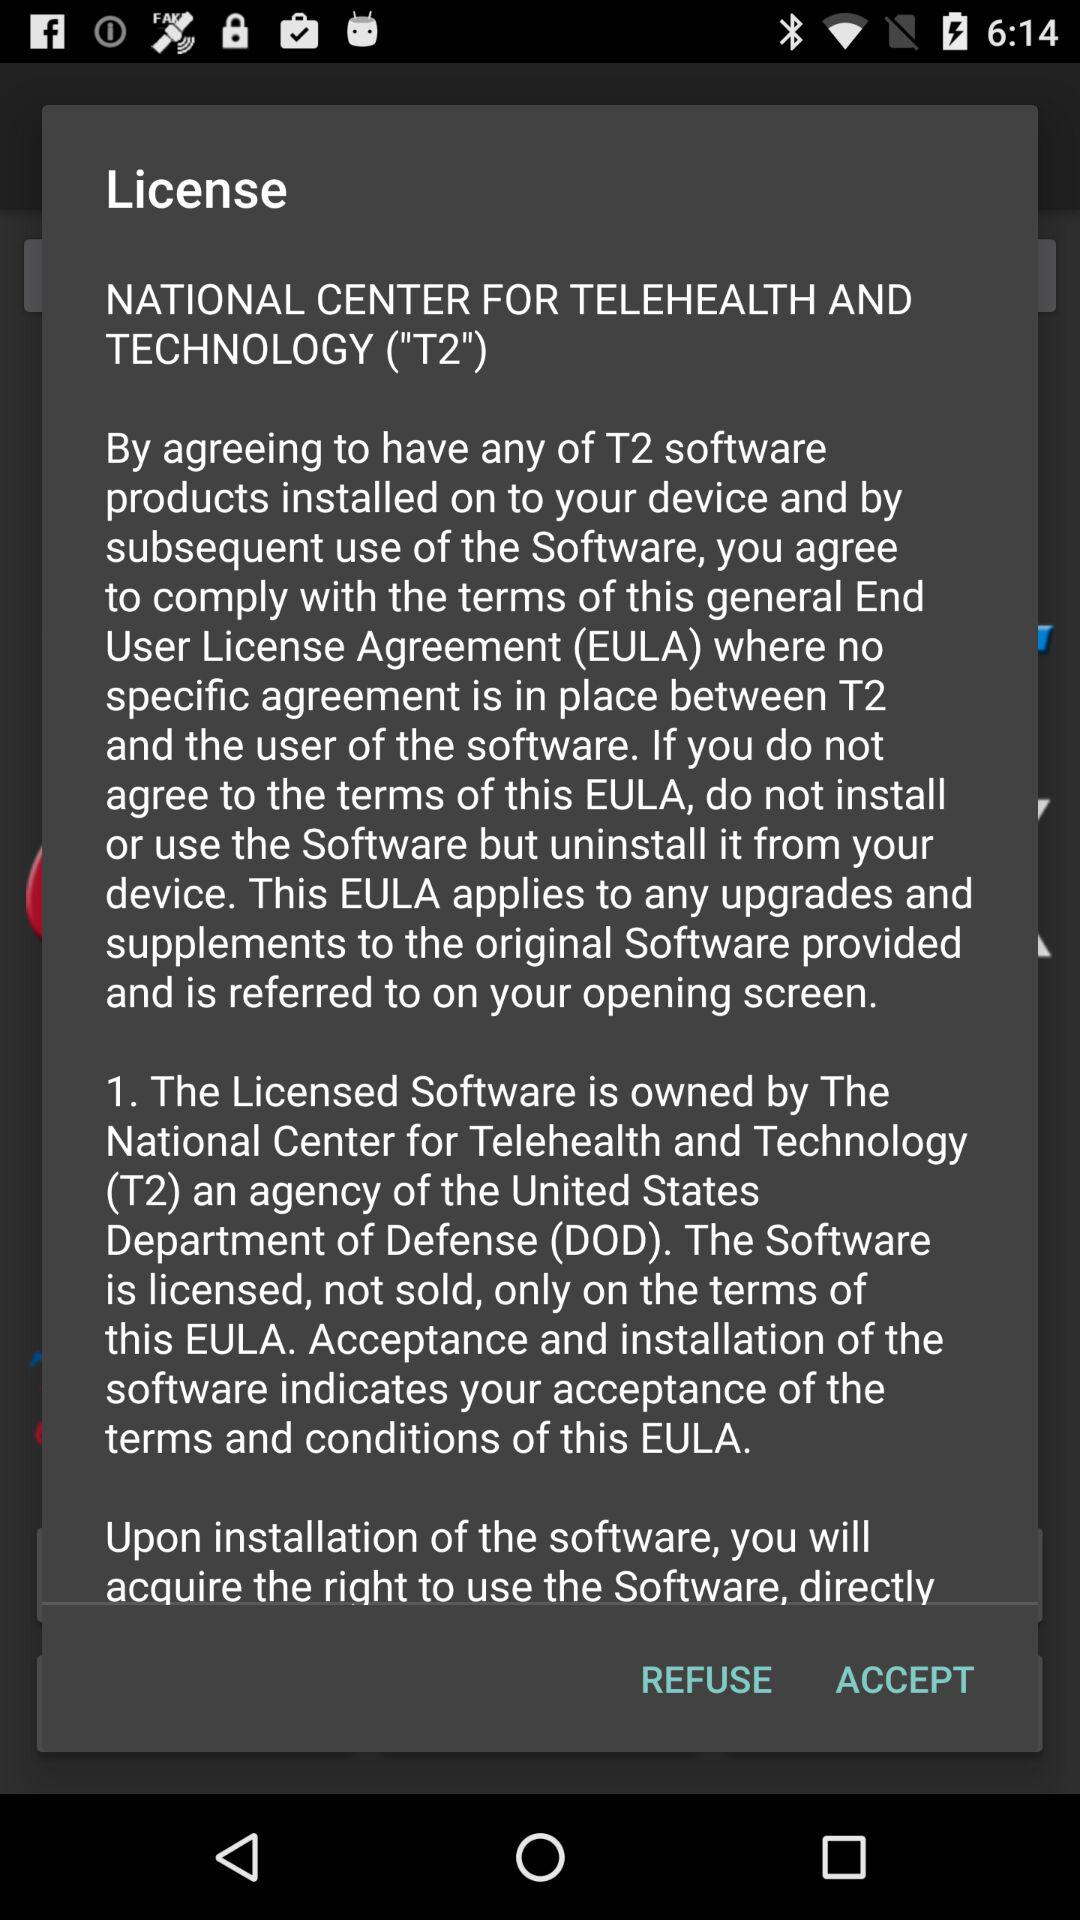 FAKE
6:14
License
NATIONAL CENTER FOR TELEHEALTH AND
TECHNOLOGY ("T2")
By agreeing to have any of T2 software
products installed on to your device and by
subsequent use of the Software, you agree
to comply with the terms of this general End
User License Agreement (EULA) where no
specific agreement is in place between T2
and the user of the software. If you do not
agree to the terms of this EULA, do not install
or use the Software but uninstall it from your
device. This EULA applies to any upgrades and
supplements to the original Software provided
and is referred to on your opening screen.
1. The Licensed Software is owned by The
National Center for Telehealth and Technology
(T2) an agency of the United States
Department of Defense (DOD). The Software
is licensed, not sold, only on the terms of
this EULA. Acceptance and installation of the
software indicates your acceptance of the
terms and conditions of this EULA.
Upon installation of the software, you will
acquire the right to use the Software, directly
REFUSE ACCEPT